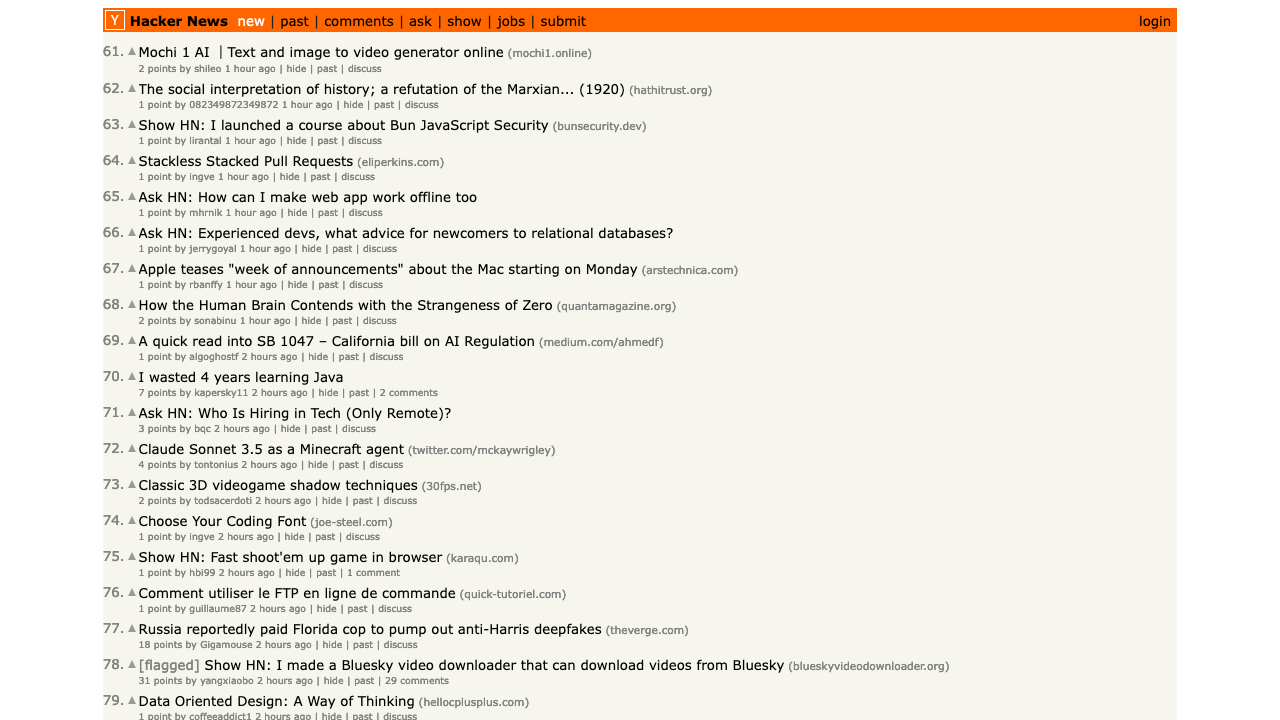 Y Hacker News new | past | comments | ask | show | jobs | submit login
61. Mochi 1 AI ｜Text and image to video generator online (mochi1.online)
2 points by shileo 1 hour ago | hide | past | discuss
62. The social interpretation of history; a refutation of the Marxian... (1920) (hathitrust.org)
1 point by 082349872349872 1 hour ago | hide | past | discuss
63. Show HN: I launched a course about Bun JavaScript Security (bunsecurity.dev)
1 point by lirantal 1 hour ago | hide | past | discuss
64. Stackless Stacked Pull Requests (eliperkins.com)
1 point by ingve 1 hour ago | hide | past | discuss
65. Ask HN: How can I make web app work offline too
1 point by mhrnik 1 hour ago | hide | past | discuss
66. Ask HN: Experienced devs, what advice for newcomers to relational databases?
1 point by jerrygoyal 1 hour ago | hide | past | discuss
67. Apple teases "week of announcements" about the Mac starting on Monday (arstechnica.com)
1 point by rbanffy 1 hour ago | hide | past | discuss
68. How the Human Brain Contends with the Strangeness of Zero (quantamagazine.org)
2 points by sonabinu 1 hour ago | hide | past | discuss
69. A quick read into SB 1047 – California bill on AI Regulation (medium.com/ahmedf)
1 point by algoghostf 2 hours ago | hide | past | discuss
70. I wasted 4 years learning Java
7 points by kapersky11 2 hours ago | hide | past | 2 comments
71. Ask HN: Who Is Hiring in Tech (Only Remote)?
3 points by bqc 2 hours ago | hide | past | discuss
72. Claude Sonnet 3.5 as a Minecraft agent (twitter.com/mckaywrigley)
4 points by tontonius 2 hours ago | hide | past | discuss
73. Classic 3D videogame shadow techniques (30fps.net)
2 points by todsacerdoti 2 hours ago | hide | past | discuss
74. Choose Your Coding Font (joe-steel.com)
1 point by ingve 2 hours ago | hide | past | discuss
75. Show HN: Fast shoot'em up game in browser (karaqu.com)
1 point by hbi99 2 hours ago | hide | past | 1 comment
76. Comment utiliser le FTP en ligne de commande (quick-tutoriel.com)
1 point by guillaume87 2 hours ago | hide | past | discuss
77. Russia reportedly paid Florida cop to pump out anti-Harris deepfakes (theverge.com)
18 points by Gigamouse 2 hours ago | hide | past | discuss
78. [flagged] Show HN: I made a Bluesky video downloader that can download videos from Bluesky (blueskyvideodownloader.org)
31 points by yangxiaobo 2 hours ago | hide | past | 29 comments
79. Data Oriented Design: A Way of Thinking (hellocplusplus.com)
1 point by coffeeaddict1 2 hours ago | hide | past | discuss